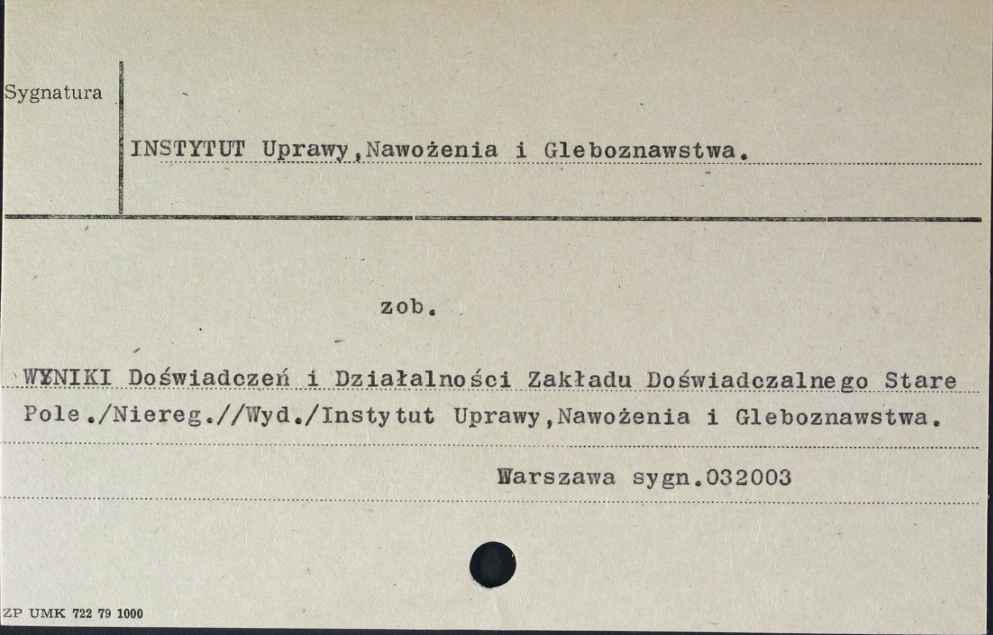 Sygnatura
INSTYTUT Uprawy,Nawożenia i Gleboznawstwa.
zob.
WYNIKI Doświadczeń i Działalności Zakładu Doświadczalnego Stare
Pole./Niereg.//Wyd./Instytut Uprawy,Nawożenia i Gleboznawstwa.
Warszawa sygn.032003
ZP UMK 722 79 1000